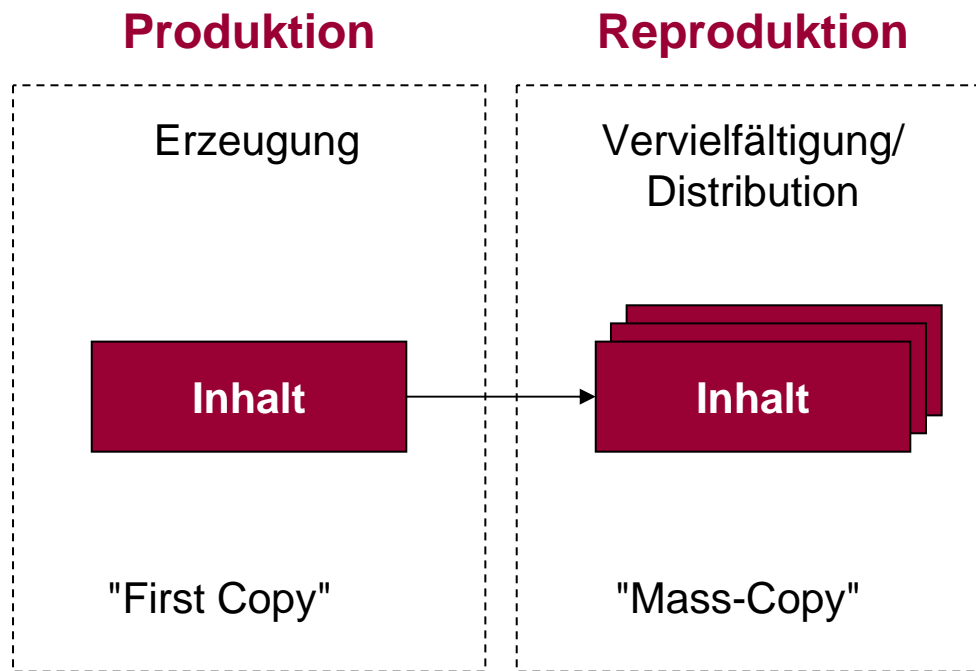 Produktion
Reproduktion
Erzeugung
Vervielfältigung/
Distribution
Inhalt
Inhalt
"First Copy"
"Mass-Copy"